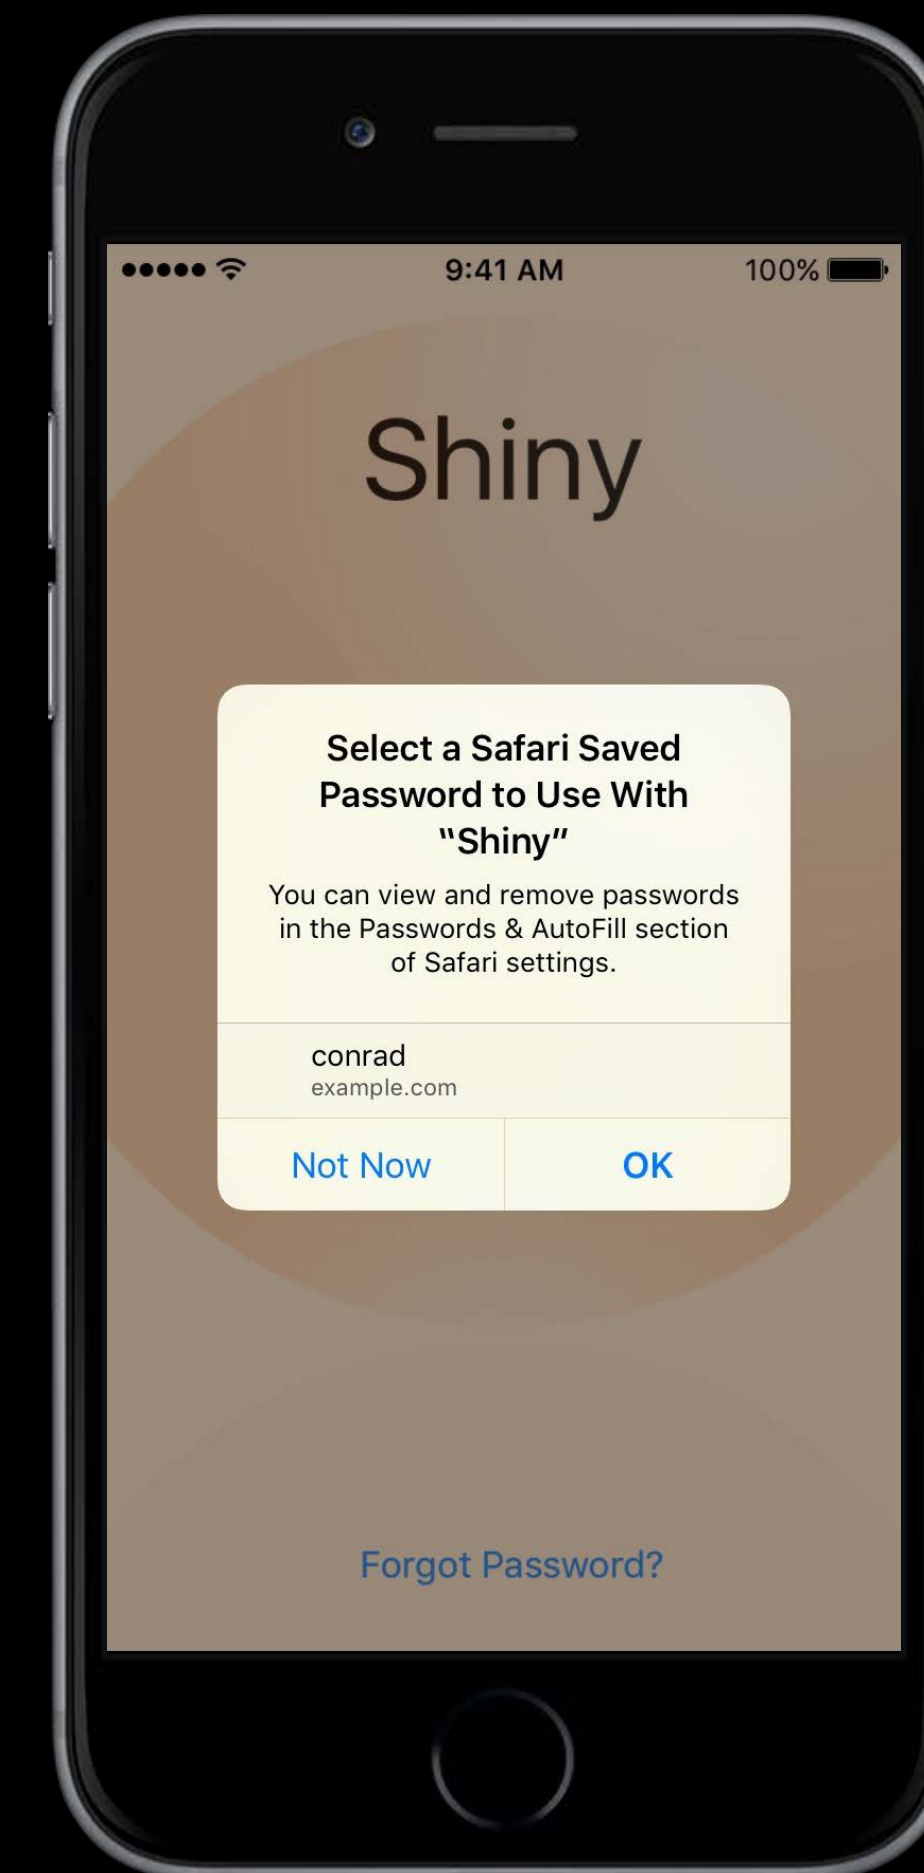 9:41 AM
100%
Shiny
Select a Safari Saved
Password to Use With
“Shiny”
You can view and remove passwords
in the Passwords & AutoFill section
of Safari settings.
conrad
example.com
Not Now
OK
Forgot Password?